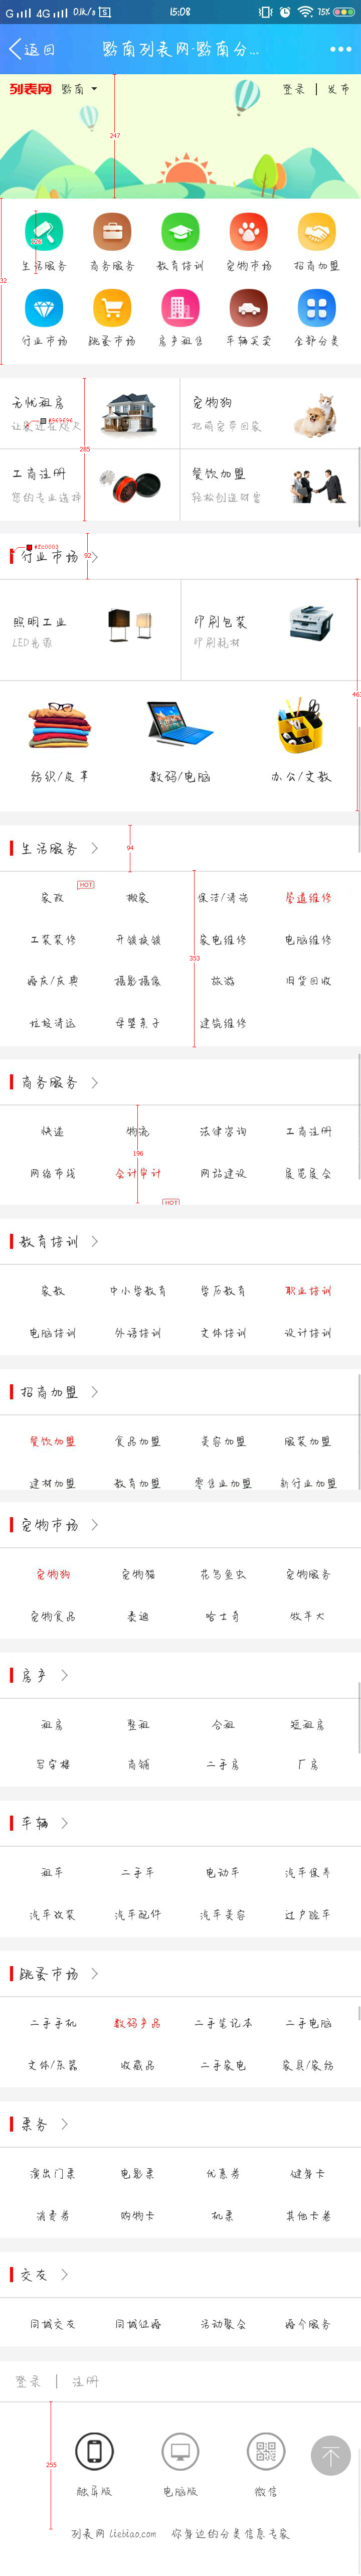 G 4G 0.1k/s 15:08 75%
返回 黔南列表网-黔南分...
列表网 黔南 登录 发布
247
生活服务 商务服务 教育培训 宠物市场 招商加盟
行业市场 跳蚤市场 房产租售 车辆买卖 全部分类
无忧租房 宠物狗
#969696
把萌宠带回家
285
工商注册 餐饮加盟
您的专业选择 轻松创造财富
92
行业市场
照明工业 印刷包装
LED光源 印刷耗材
纺织/皮革 数码/电脑 办公/文教
生活服务
94
HOT
家政 搬家 保洁/清洗 管道维修
工装装修 开锁换锁 家电维修 电脑维修
353
婚庆/庆典 摄影摄像 旅游 旧货回收
垃圾清运 母婴亲子 建筑维修
商务服务
快递 物流 法律咨询 工商注册
196
网络布线 会计审计 网站建设 展览展会
HOT
教育培训
家教 中小学教育 学历教育 职业培训
电脑培训 外语培训 文体培训 设计培训
招商加盟
餐饮加盟 食品加盟 美容加盟 服装加盟
建材加盟 教育加盟 零售业加盟 新行业加盟
宠物市场
宠物狗 宠物猫 花鸟鱼虫 宠物服务
宠物食品 泰迪 哈士奇 牧羊犬
房产
租房 整租 合租 短租房
写字楼 商铺 二手房 厂房
车辆
租车 二手车 电动车 汽车保养
汽车改装 汽车配件 汽车美容 过户验车
跳蚤市场
二手手机 数码产品 二手笔记本 二手电脑
文体/乐器 收藏品 二手家电 家具/家纺
票务
演出门票 电影票 优惠券 健身卡
消费券 购物卡 机票 其他卡券
交友
同城交友 同城征婚 活动聚会 婚介服务
登录 注册
255
触屏版 电脑版 微信
列表网 liebiao.com 你身边的分类信息专家